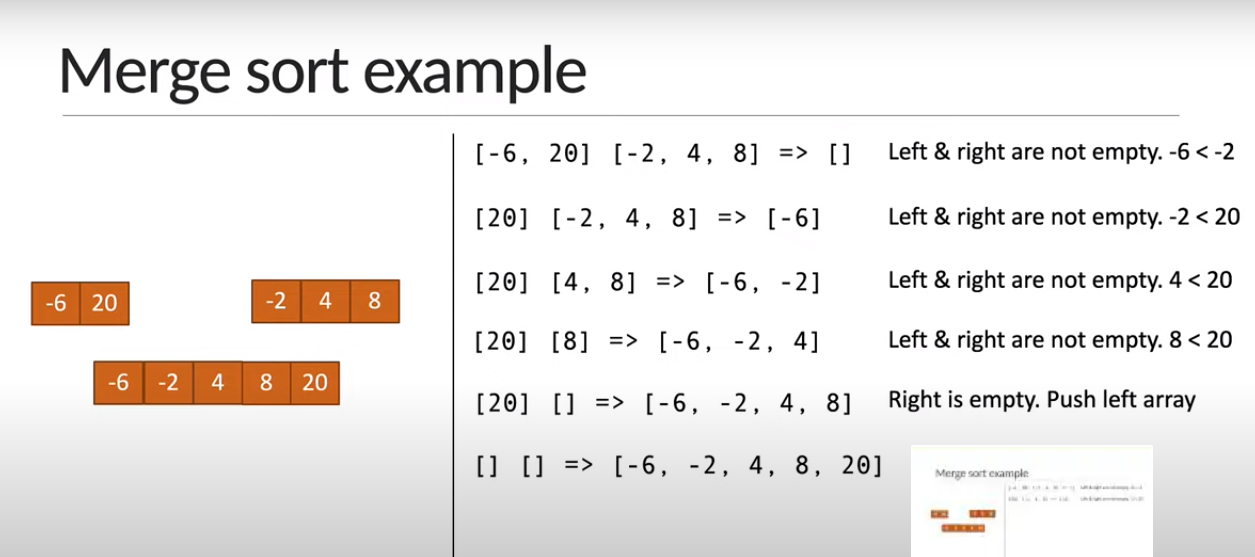 Merge sort example
[-6, 20] [-2, 4, 8] => [] Left & right are not empty. -6 < -2
[20] [-2, 4, 8] => [-6] Left & right are not empty. -2 < 20
[20] [4, 8] => [-6, -2] Left & right are not empty. 4 < 20
[20] [8] => [-6, -2, 4] Left & right are not empty. 8 < 20
[20] [] => [-6, -2, 4, 8] Right is empty. Push left array
[] [] => [-6, -2, 4, 8, 20]
-6 20
-2 4 8
-6 -2 4 8 20
Merge sort example